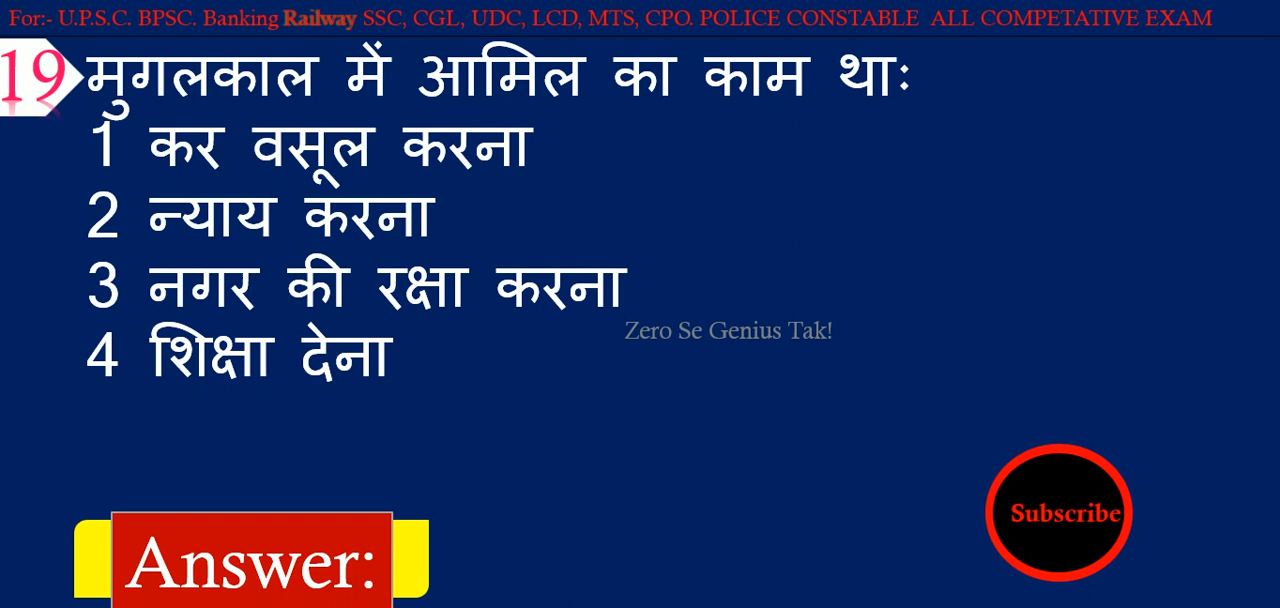 For:- U.P.S.C. BPSC. Banking Railway SSC, CGL, UDC, LCD, MTS, CPO. POLICE CONSTABLE ALL COMPETATIVE EXAM
19 मुगलकाल में आमिल का काम थाः
1 कर वसूल करना
2 न्याय करना
3 नगर की रक्षा करना
Zero Se Genius Tak!
4 शिक्षा देना
Subscribe
Answer: